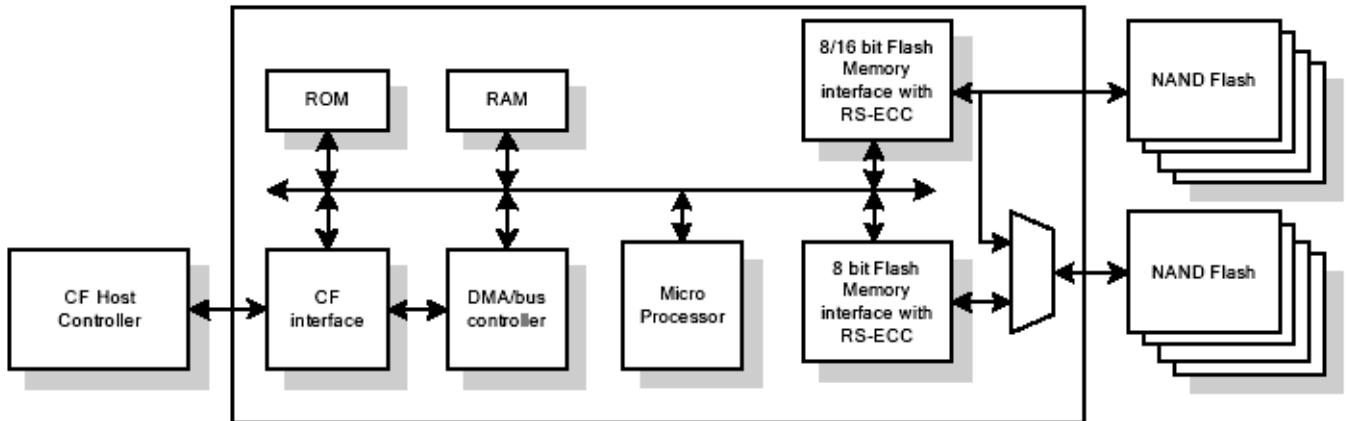 ROM
RAM
8/16 bit Flash
Memory
interface with
RS-ECC
NAND Flash
CF Host
Controller
CF
interface
DMA/bus
controller
Micro
Processor
8 bit Flash
Memory
interface with
RS-ECC
NAND Flash